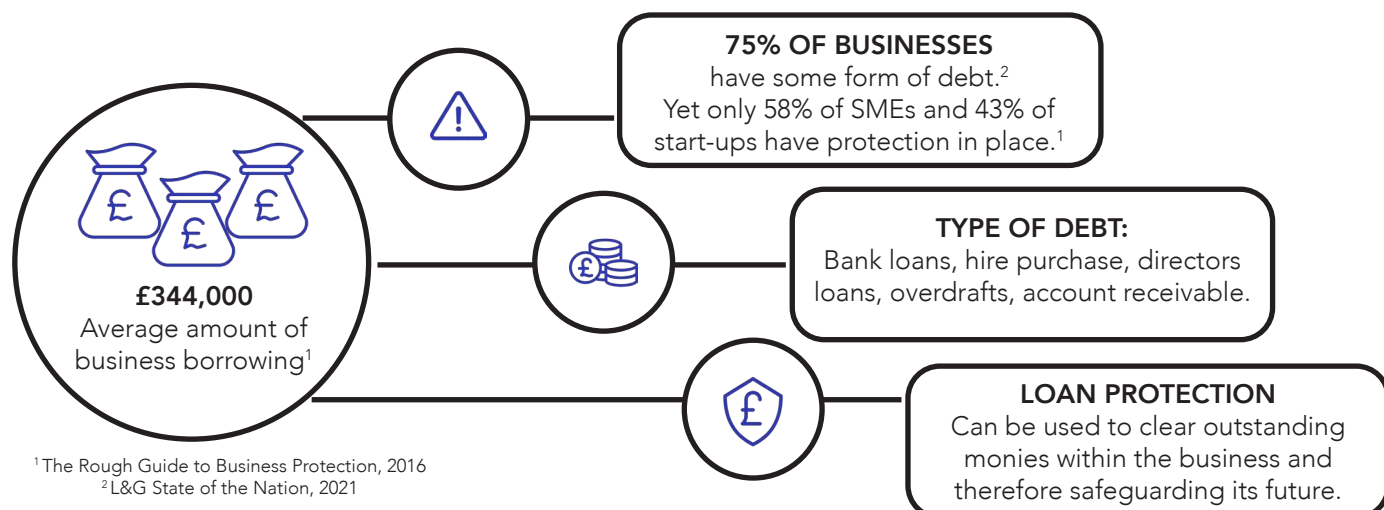 75% OF BUSINESSES
have some form of debt.²
Yet only 58% of SMEs and 43% of
start-ups have protection in place.¹
£ £ £
£344,000
Average amount of
business borrowing¹
£
TYPE OF DEBT:
Bank loans, hire purchase, directors
loans, overdrafts, account receivable.
£
LOAN PROTECTION
Can be used to clear outstanding
monies within the business and
therefore safeguarding its future.
¹ The Rough Guide to Business Protection, 2016
² L&G State of the Nation, 2021